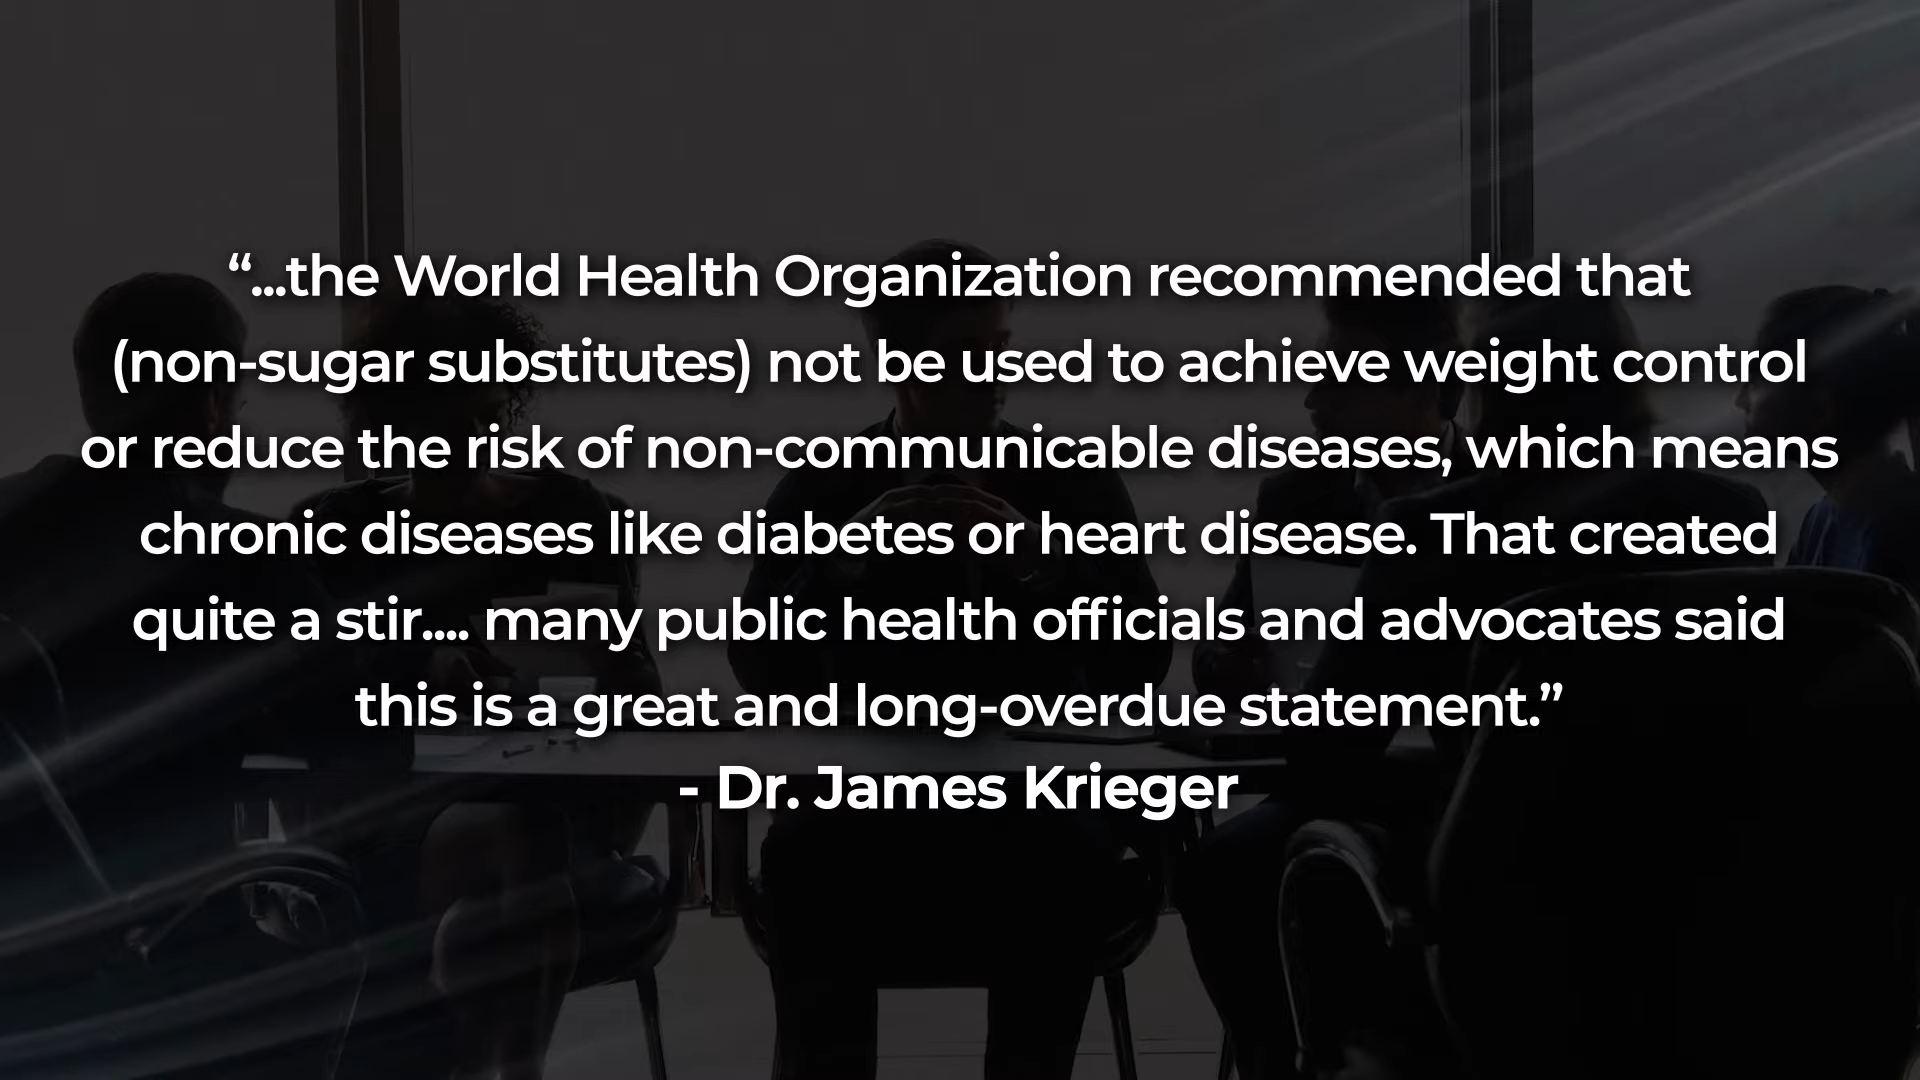 “...the World Health Organization recommended that
(non-sugar substitutes) not be used to achieve weight control
or reduce the risk of non-communicable diseases, which means
chronic diseases like diabetes or heart disease. That created
quite a stir.... many public health officials and advocates said
this is a great and long-overdue statement.”
- Dr. James Krieger